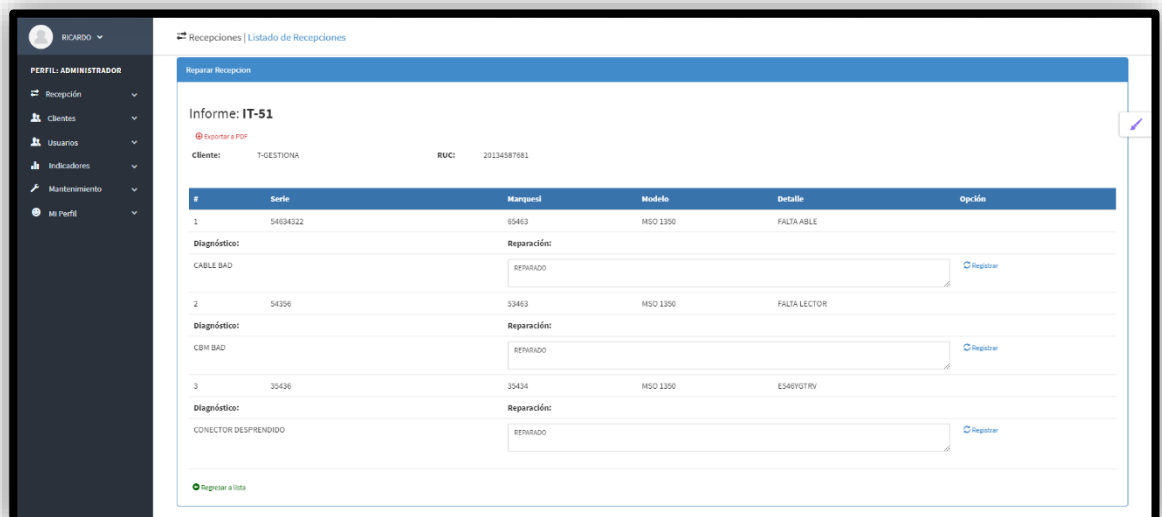 RICARDO
Recepciones | Listado de Recepciones
PERFIL: ADMINISTRADOR
Recepción
Clientes
Usuarios
Indicadores
Mantenimiento
Mi Perfil
Reparar Recepcion
Informe: IT-51
Exportar a PDF
Cliente: T-GESTIONA RUC: 20134587681
# Serie Marquesi Modelo Detalle Opción
1 54634322 65463 MSO 1350 FALTA ABLE
Diagnóstico: Reparación:
CABLE BAD REPARADO Registrar
2 54356 53463 MSO 1350 FALTA LECTOR
Diagnóstico: Reparación:
CBM BAD REPARADO Registrar
3 35436 35434 MSO 1350 ES46YGTRV
Diagnóstico: Reparación:
CONECTOR DESPRENDIDO REPARADO Registrar
Regresar a lista